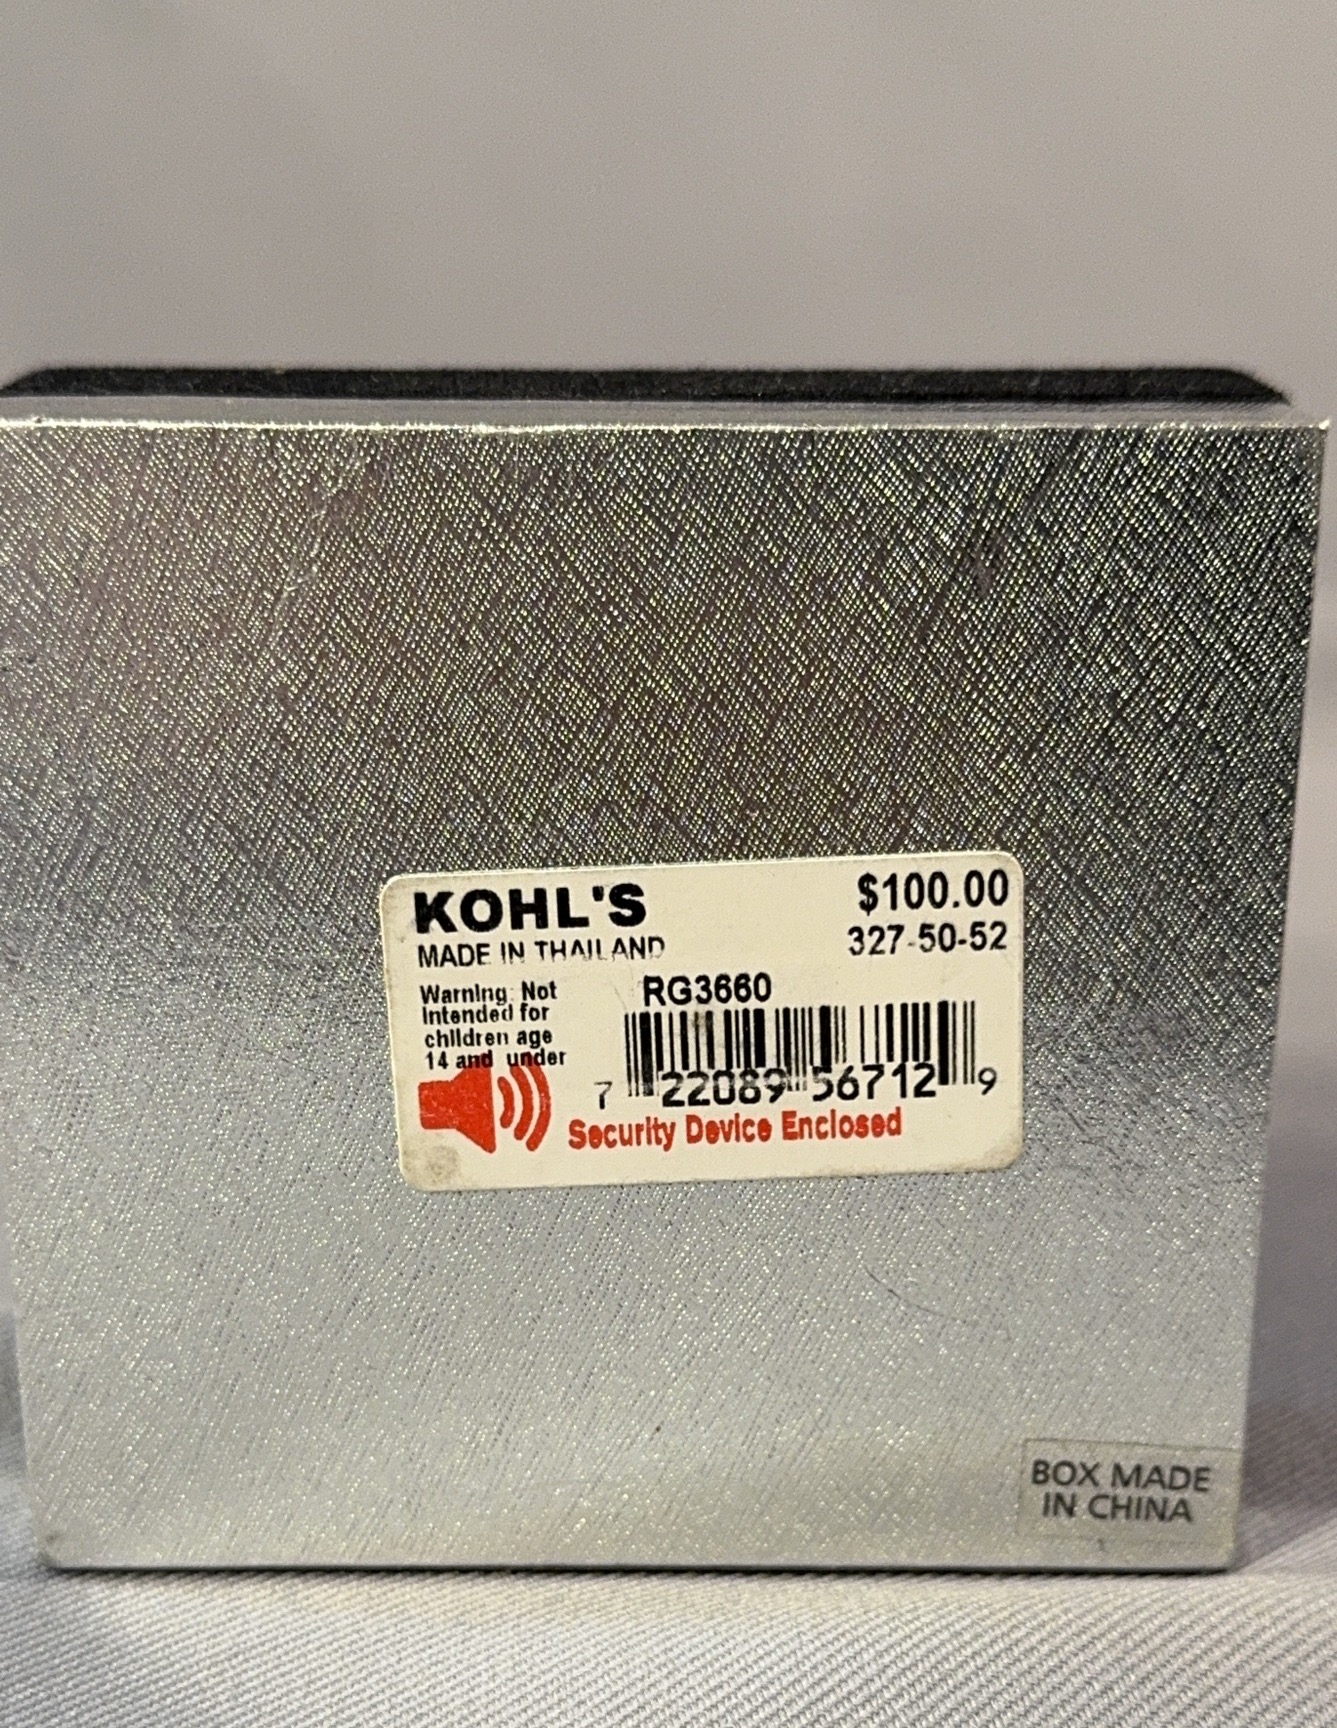 KOHL'S $100.00
MADE IN THAILAND 327-50-52
Warning: Not
Intended for
children age
14 and under
RG3660
7 22089 56712 9
Security Device Enclosed
BOX MADE
IN CHINA